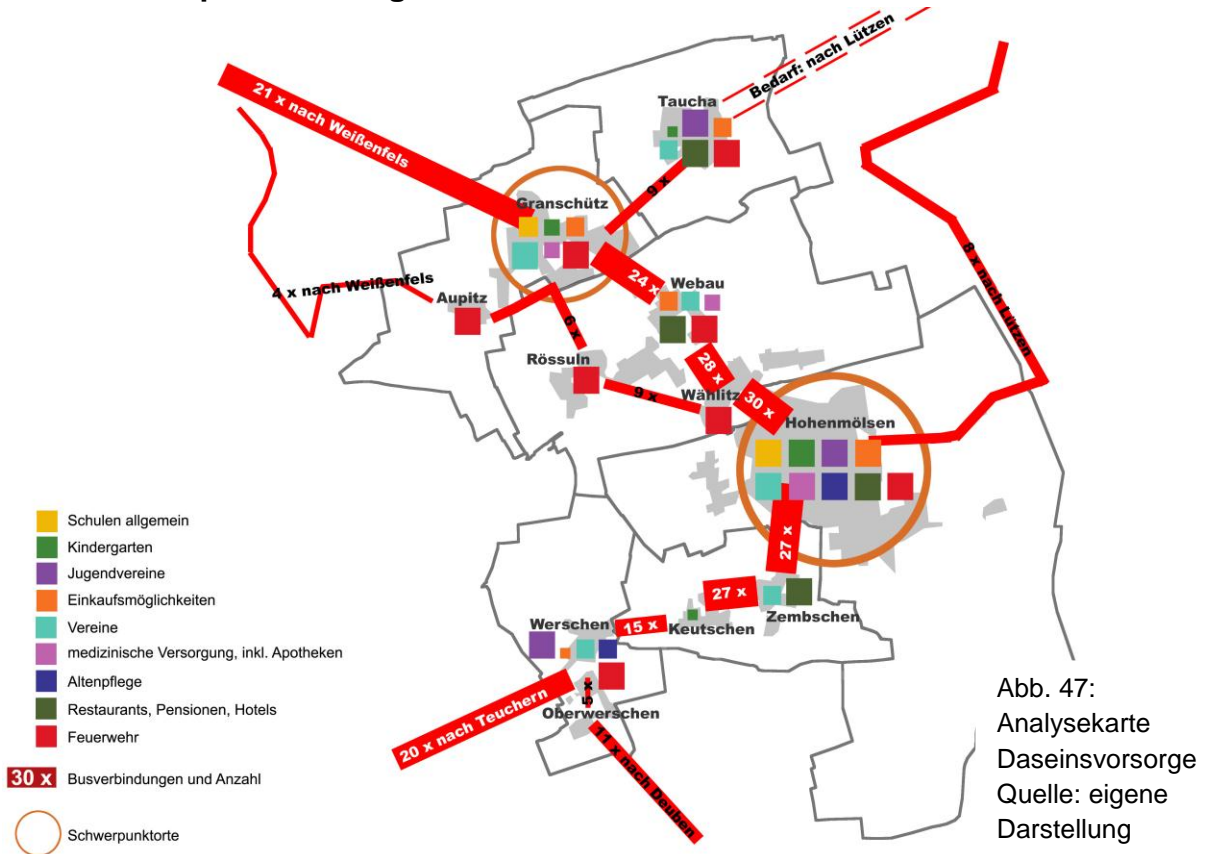 Bedarf: nach Lützen
Taucha
21 x nach Weißenfels
9 x
Granschütz
8 x nach Lützen
24 x
Webau
4 x nach Weißenfels
Aupitz
6 x
Rössuln
28 x
9 x
Wählitz
30 x
Hohenmölsen
27 x
27 x
Zembschen
Keutschen
15 x
Werschen
5 x
Oberwerschen
20 x nach Teuchern
11 x nach Deuben
Schulen allgemein
Kindergarten
Jugendvereine
Einkaufsmöglichkeiten
Vereine
medizinische Versorgung, inkl. Apotheken
Altenpflege
Restaurants, Pensionen, Hotels
Feuerwehr
30 x Busverbindungen und Anzahl
Schwerpunktorte
Abb. 47:
Analysekarte
Daseinsvorsorge
Quelle: eigene
Darstellung